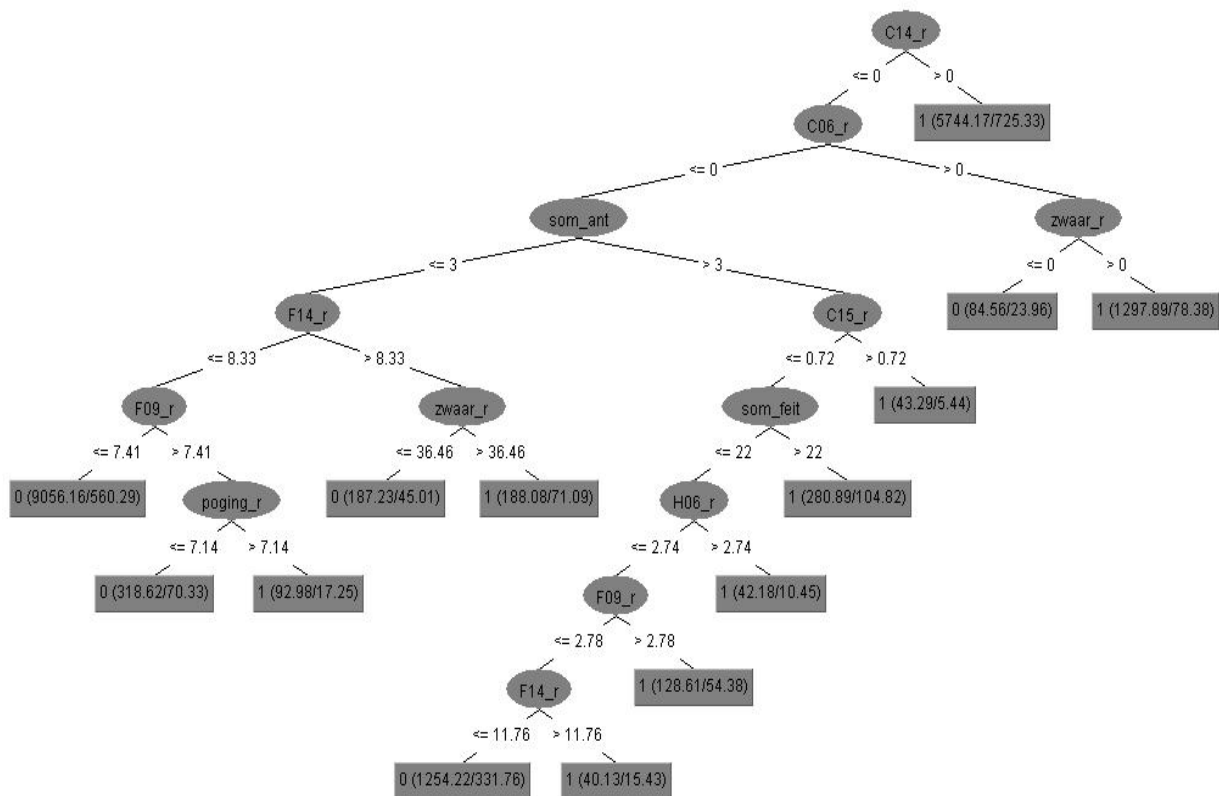 C14_r
<= 0 > 0
C06_r 1 (5744.17/725.33)
<= 0 > 0
som_ant zwaar_r
<= 3 > 3 <= 0 > 0
F14_r C15_r 0 (84.56/23.96) 1 (1297.89/78.38)
<= 8.33 > 8.33 <= 0.72 > 0.72
F09_r zwaar_r som_feit 1 (43.29/5.44)
<= 7.41 > 7.41 <= 36.46 > 36.46 <= 22 > 22
0 (9056.16/560.29) poging_r 0 (187.23/45.01) 1 (188.08/71.09) H06_r 1 (280.89/104.82)
<= 7.14 > 7.14 <= 2.74 > 2.74
0 (318.62/70.33) 1 (92.98/17.25) F09_r 1 (42.18/10.45)
<= 2.78 > 2.78
F14_r 1 (128.61/54.38)
<= 11.76 > 11.76
0 (1254.22/331.76) 1 (40.13/15.43)